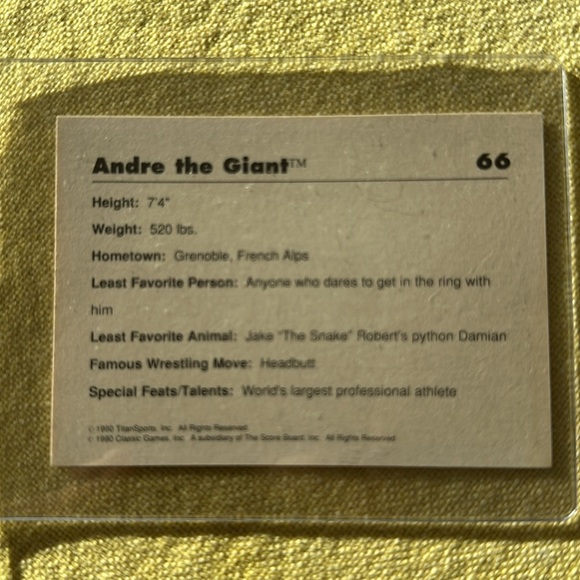 Andre the Giant™ 66
Height: 7'4"
Weight: 520 lbs.
Hometown: Grenoble, French Alps
Least Favorite Person: Anyone who dares to get in the ring with
him
Least Favorite Animal: Jake "The Snake" Robert's python Damian
Famous Wrestling Move: Headbutt
Special Feats/Talents: World's largest professional athlete
© 1990 TitanSports, Inc. All Rights Reserved.
© 1990 Classic Games, Inc. A subsidiary of The Score Board, Inc. All Rights Reserved.